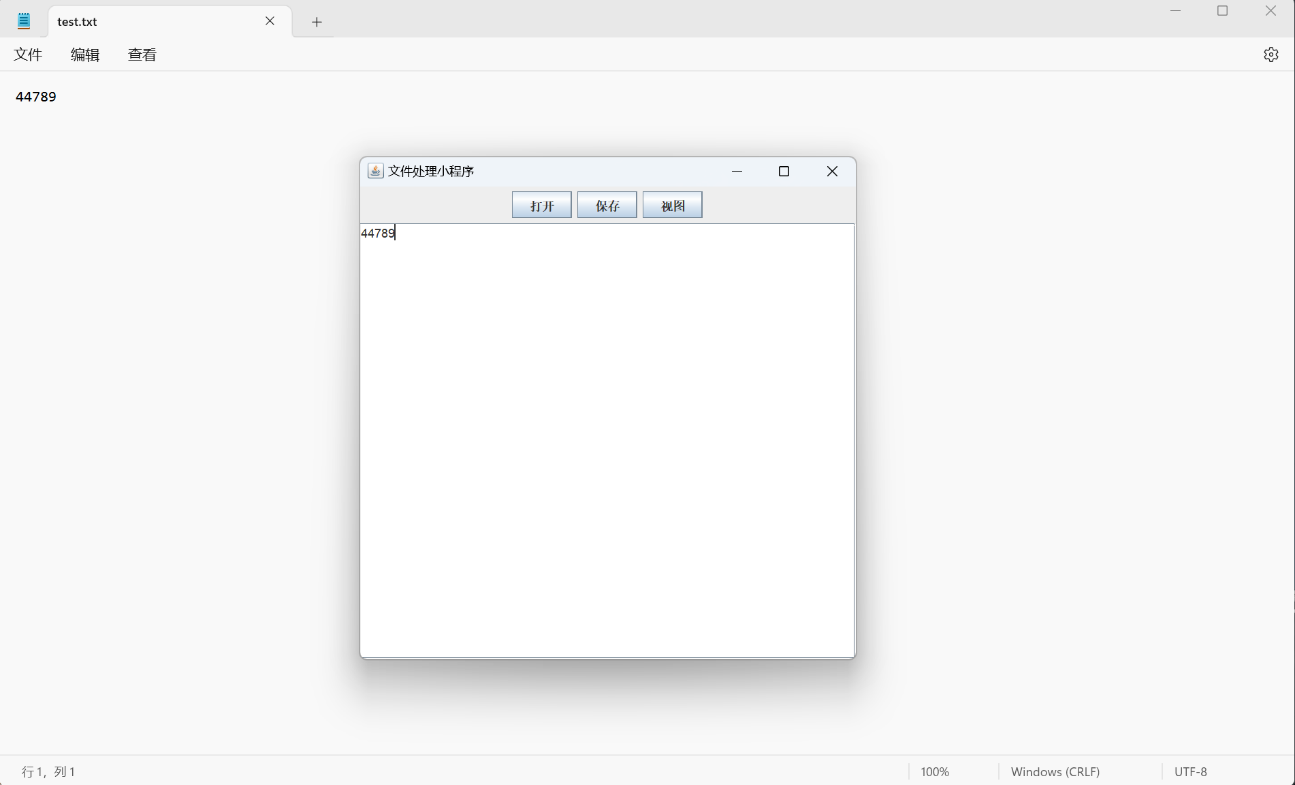 test.txt
文件 编辑 查看
44789
文件处理小程序
打开 保存 视图
44789
行 1, 列 1 100% Windows (CRLF) UTF-8